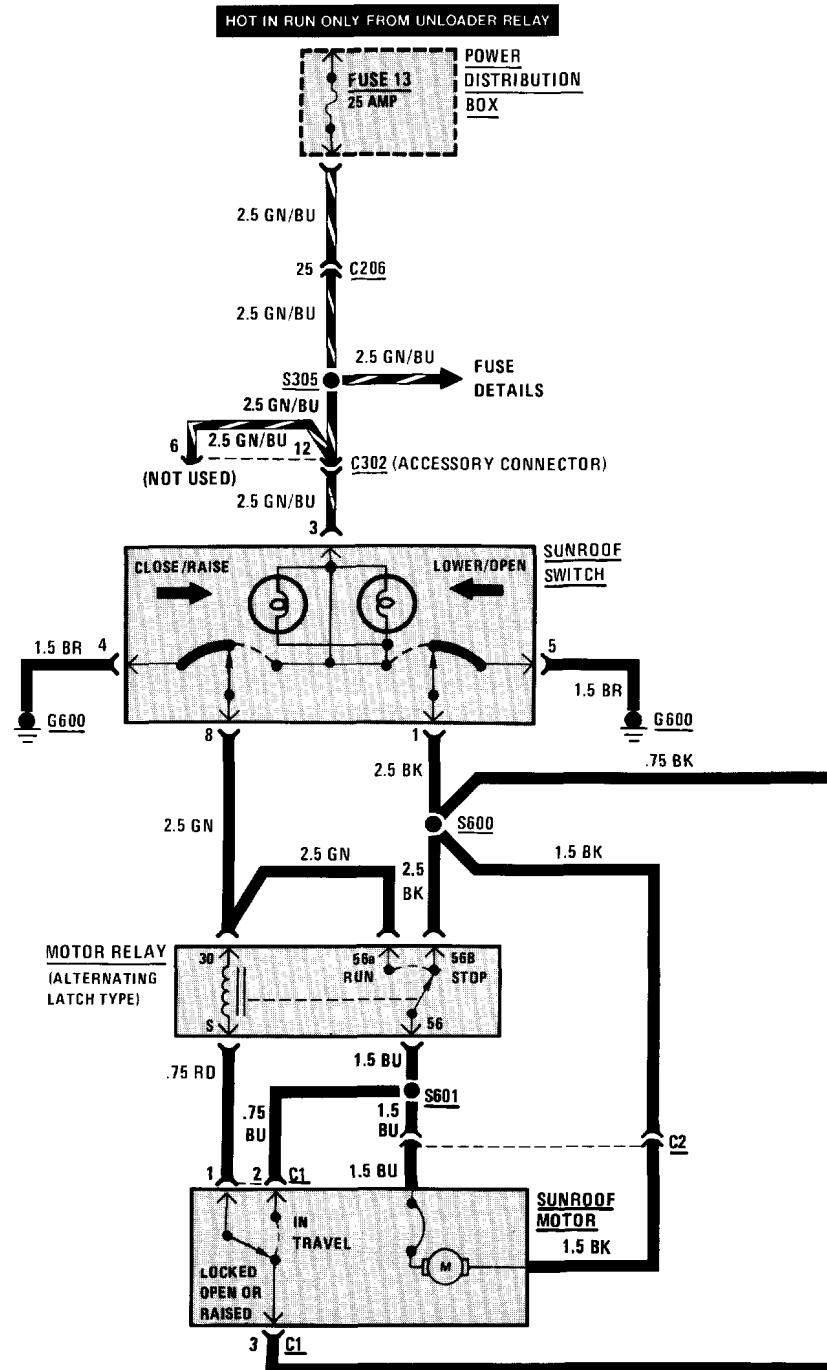 HOT IN RUN ONLY FROM UNLOADER RELAY
POWER
DISTRIBUTION
BOX
FUSE 13
25 AMP
2.5 GN/BU
25 C206
2.5 GN/BU
2.5 GN/BU
S305
FUSE
DETAILS
2.5 GN/BU
6 2.5 GN/BU 12
(NOT USED)
C302 (ACCESSORY CONNECTOR)
2.5 GN/BU
3
SUNROOF
SWITCH
CLOSE/RAISE
LOWER/OPEN
1.5 BR 4
5
1.5 BR
G600
G600
8
1
2.5 BK
.75 BK
2.5 GN
S600
2.5 GN
2.5
BK
1.5 BK
MOTOR RELAY
(ALTERNATING
LATCH TYPE)
30
56a
56B
RUN
STOP
S
56
.75 RD
1.5 BU
S601
.75
BU
1.5
BU
C2
1 2 C1
1.5 BU
SUNROOF
MOTOR
IN
TRAVEL
1.5 BK
M
LOCKED
OPEN OR
RAISED
3 C1